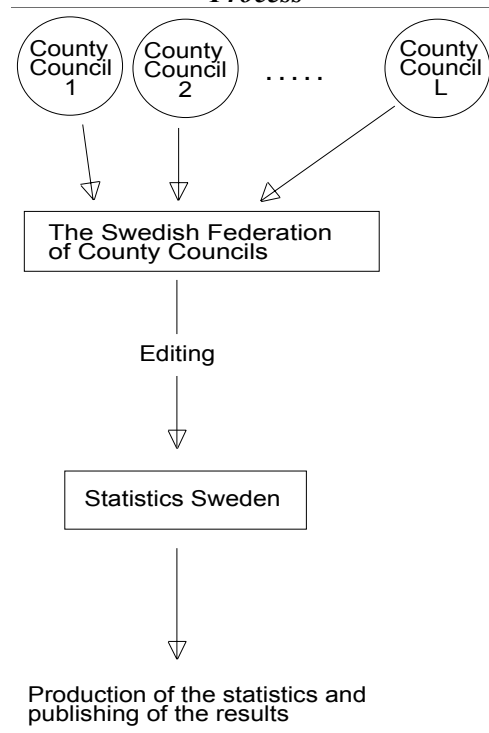 Process
County
Council
1
County
Council
2
.....
County
Council
L
The Swedish Federation
of County Councils
Editing
Statistics Sweden
Production of the statistics and
publishing of the results